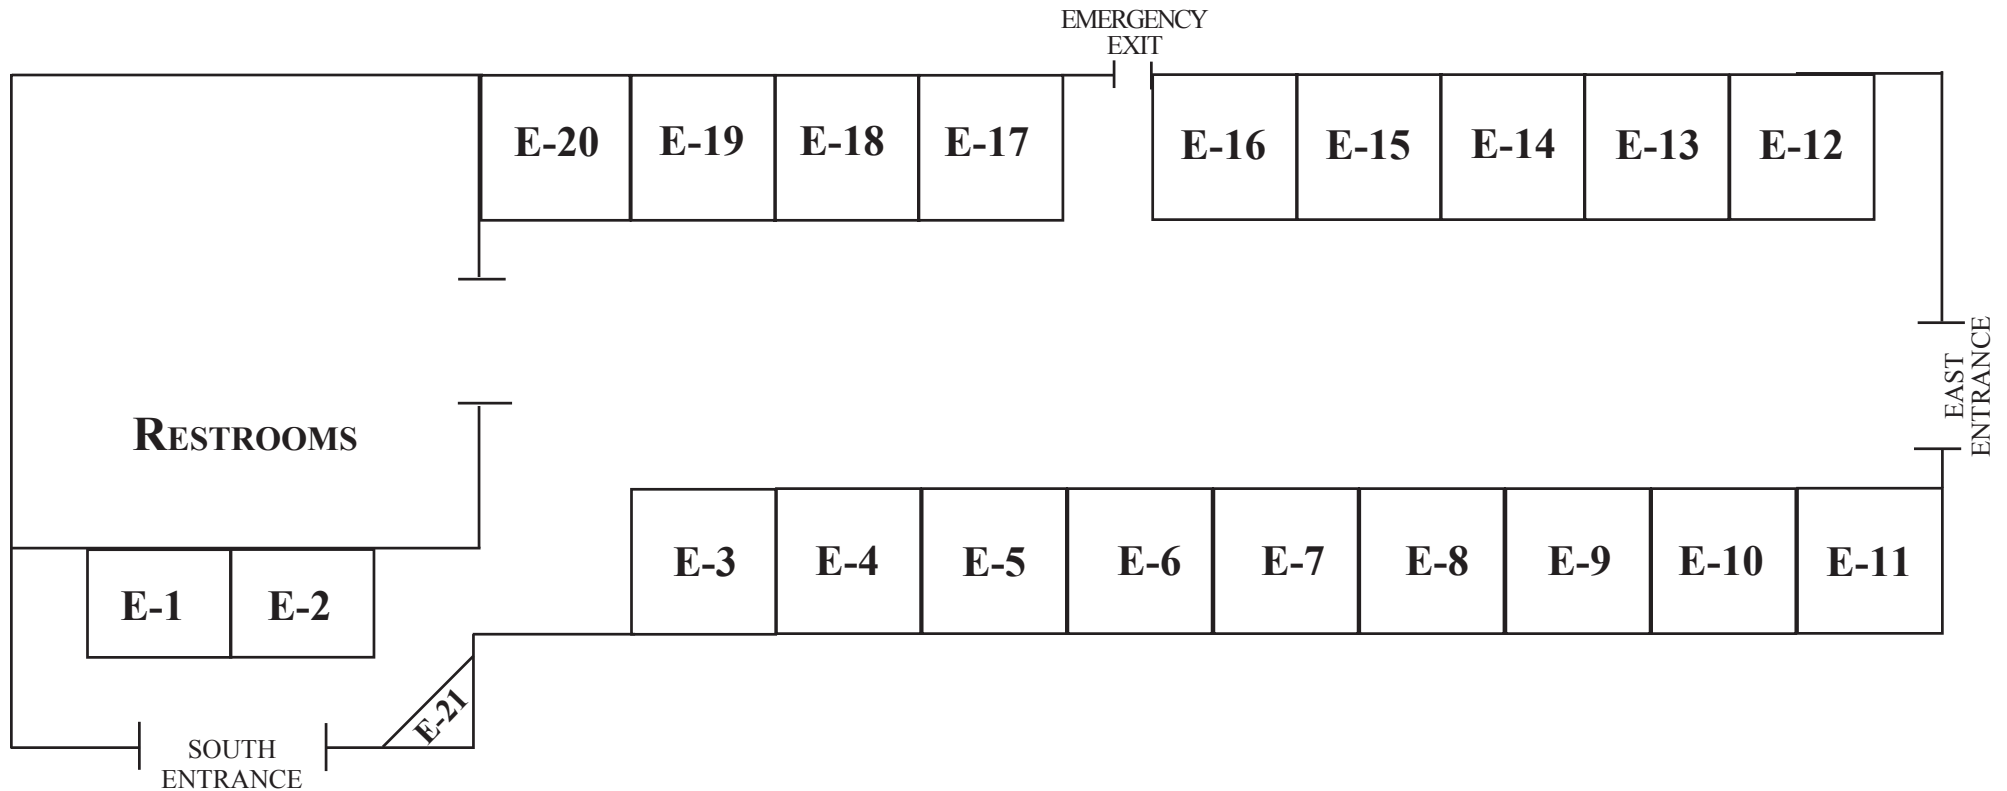 EMERGENCY
EXIT
E-20 E-19 E-18 E-17 E-16 E-15 E-14 E-13 E-12
EAST
ENTRANCE
RESTROOMS
E-3 E-4 E-5 E-6 E-7 E-8 E-9 E-10 E-11
E-1 E-2
E-21
SOUTH
ENTRANCE